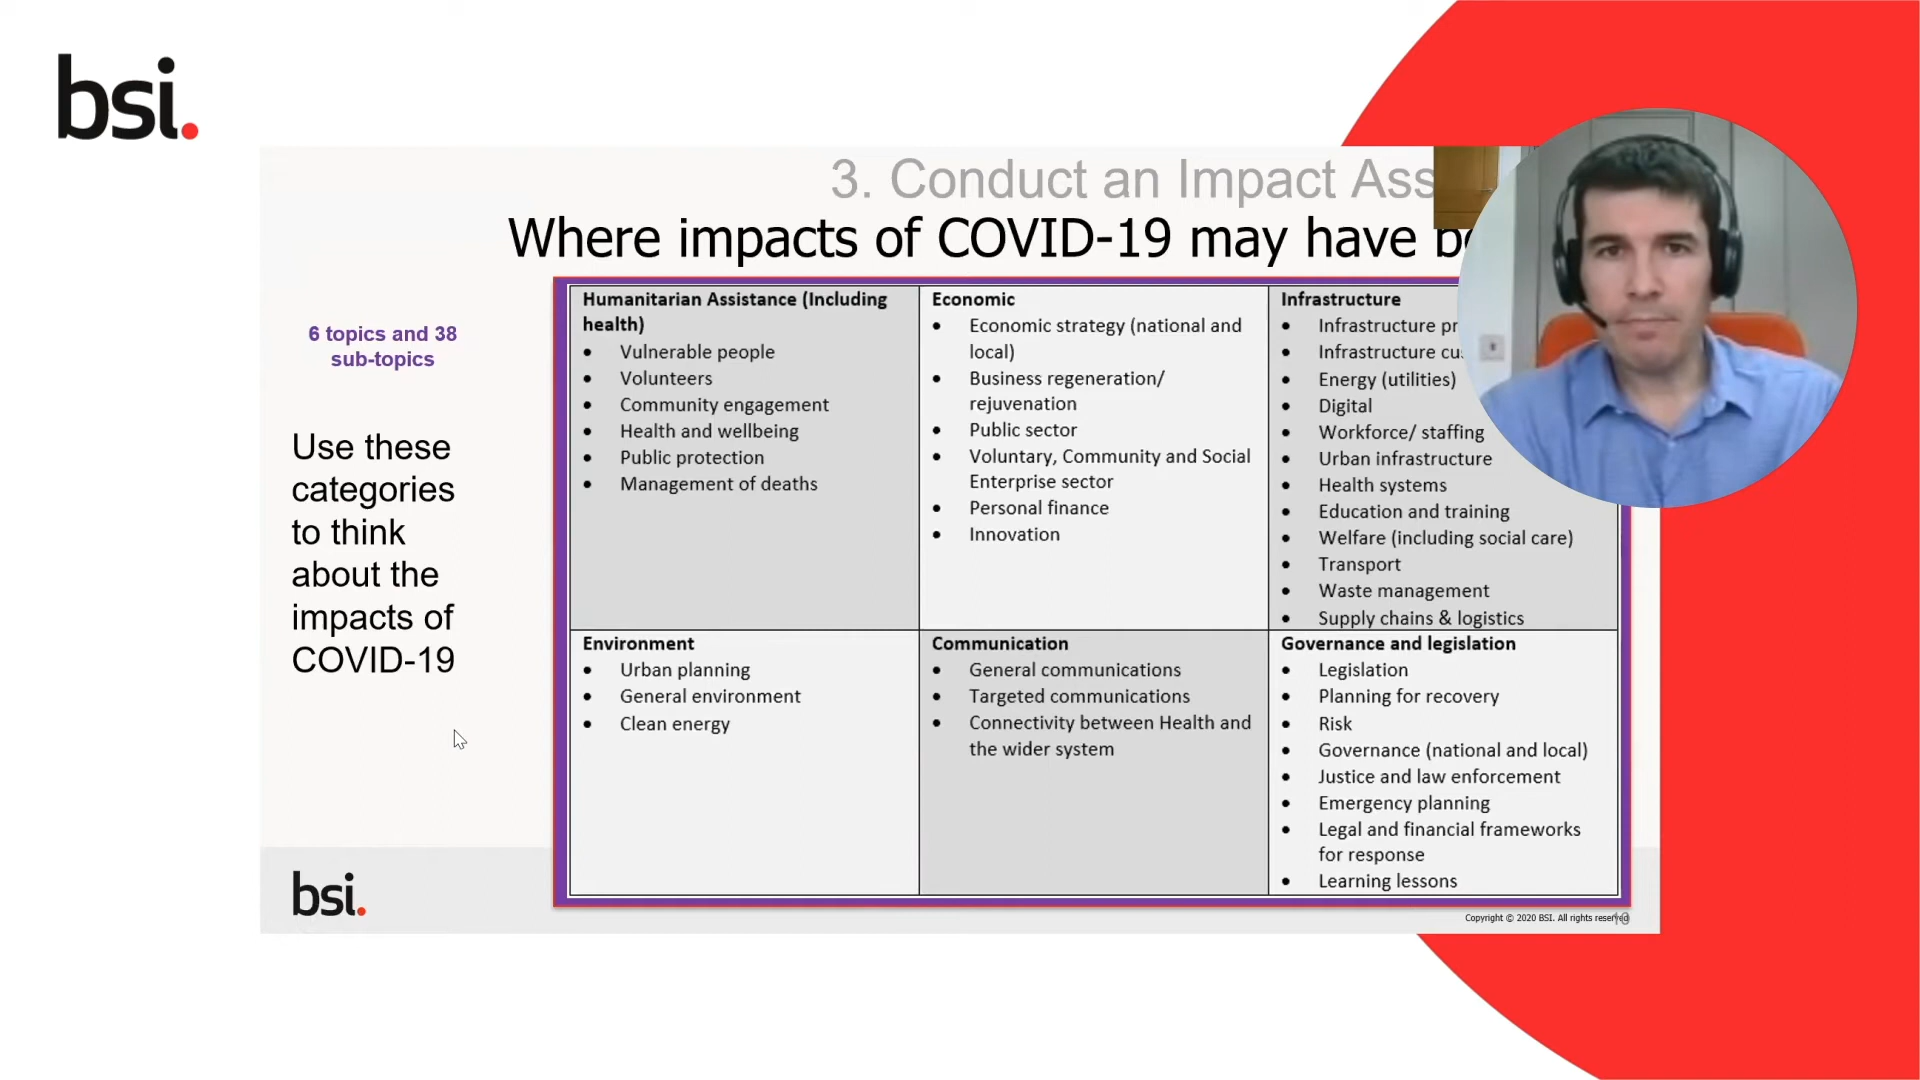 bsi.
3. Conduct an Impact
Where impacts of COVID-19 may have
6 topics and 38
sub-topics
Use these
categories
to think
about the
impacts of
COVID-19
Humanitarian Assistance (Including
health)
• Vulnerable people
• Volunteers
• Community engagement
• Health and wellbeing
• Public protection
• Management of deaths
Economic
• Economic strategy (national and
local)
• Business regeneration/
rejuvenation
• Public sector
• Voluntary, Community and Social
Enterprise sector
• Personal finance
• Innovation
Infrastructure
• Infrastructure
• Infrastructure
• Energy (utilities)
• Digital
• Workforce/ staffing
• Urban infrastructure
• Health systems
• Education and training
• Welfare (including social care)
• Transport
• Waste management
• Supply chains & logistics
Environment
• Urban planning
• General environment
• Clean energy
Communication
• General communications
• Targeted communications
• Connectivity between Health and
the wider system
Governance and legislation
• Legislation
• Planning for recovery
• Risk
• Governance (national and local)
• Justice and law enforcement
• Emergency planning
• Legal and financial frameworks
for response
• Learning lessons
bsi.
Copyright © 2020 BSI. All rights reserved